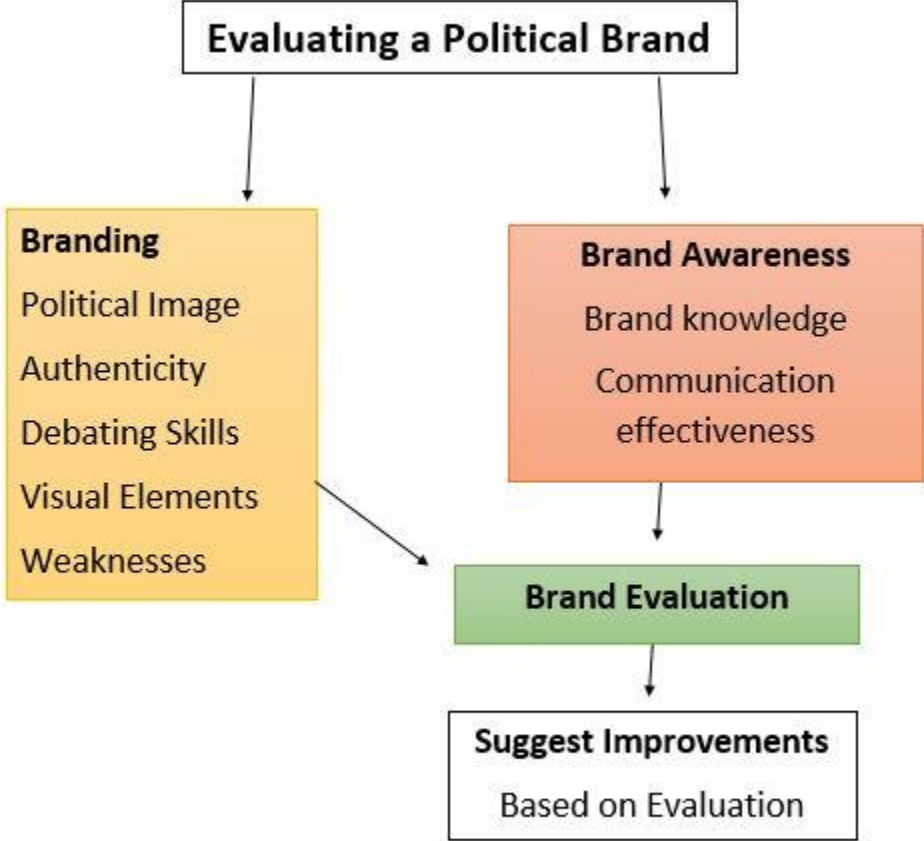 Evaluating a Political Brand
Branding
Political Image
Authenticity
Debating Skills
Visual Elements
Weaknesses
Brand Awareness
Brand knowledge
Communication
effectiveness
Brand Evaluation
Suggest Improvements
Based on Evaluation